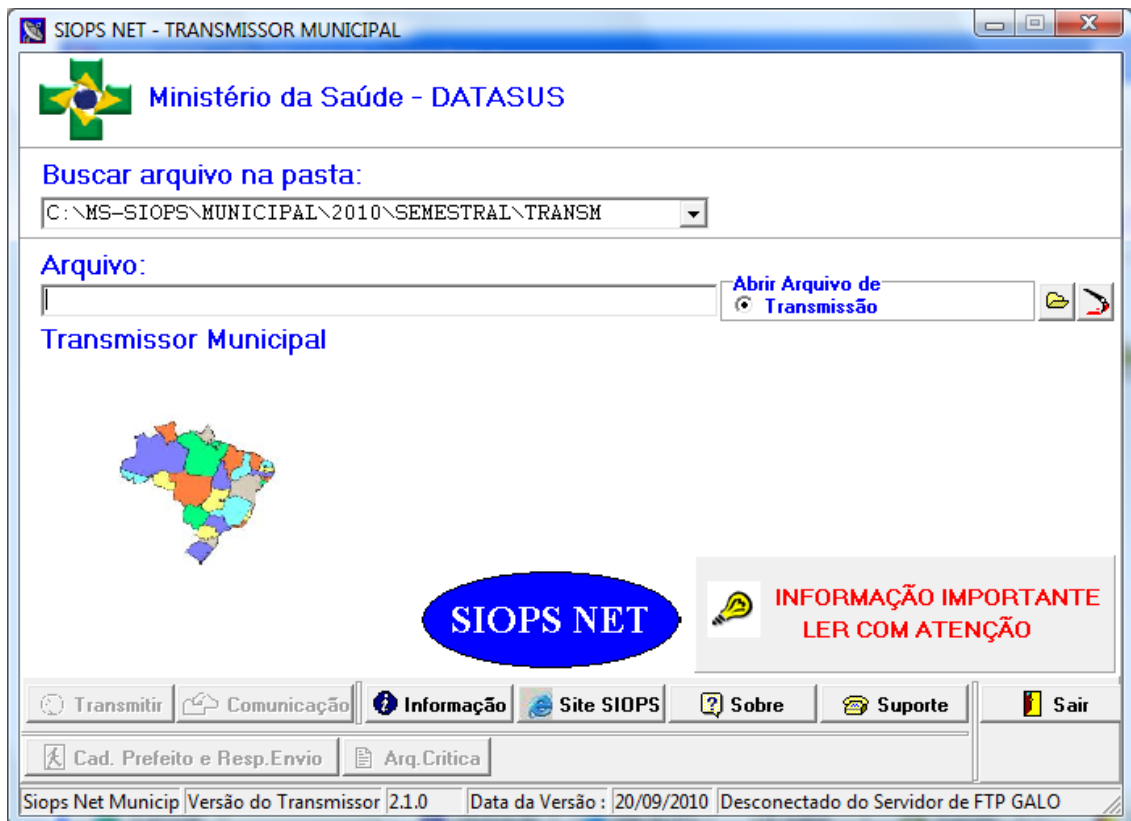 SIOPS NET - TRANSMISSOR MUNICIPAL
Ministério da Saúde - DATASUS
Buscar arquivo na pasta:
C:\MS-SIOPS\MUNICIPAL\2010\SEMESTRAL\TRANSM
Arquivo:
Abrir Arquivo de
Transmissão
Transmissor Municipal
SIOPS NET
INFORMAÇÃO IMPORTANTE
LER COM ATENÇÃO
Transmitir Comunicação Informação Site SIOPS Sobre Suporte Sair
Cad. Prefeito e Resp.Envio Arq.Critica
Siops Net Municip Versão do Transmissor 2.1.0 Data da Versão : 20/09/2010 Desconectado do Servidor de FTP GALO